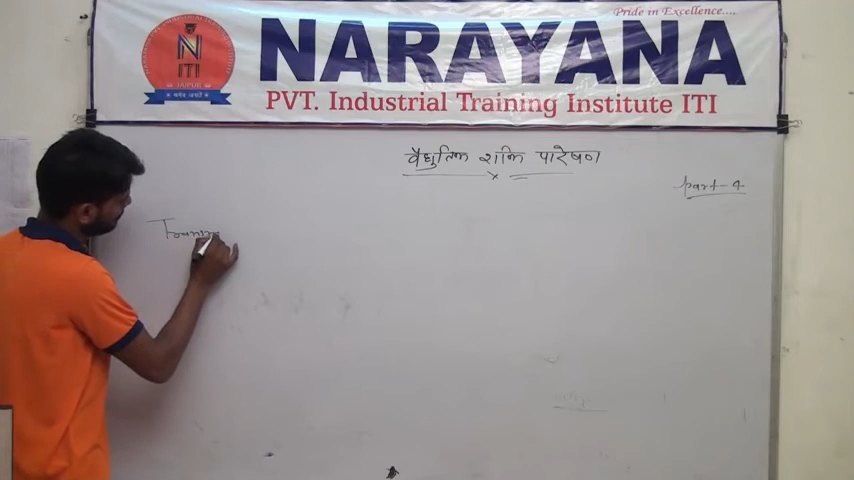 Pride in Excellence....
NARAYANA
N
ITI
JAIPUR
PVT. Industrial Training Institute ITI
वैधुतिक शक्ति पारेषण
Part-4